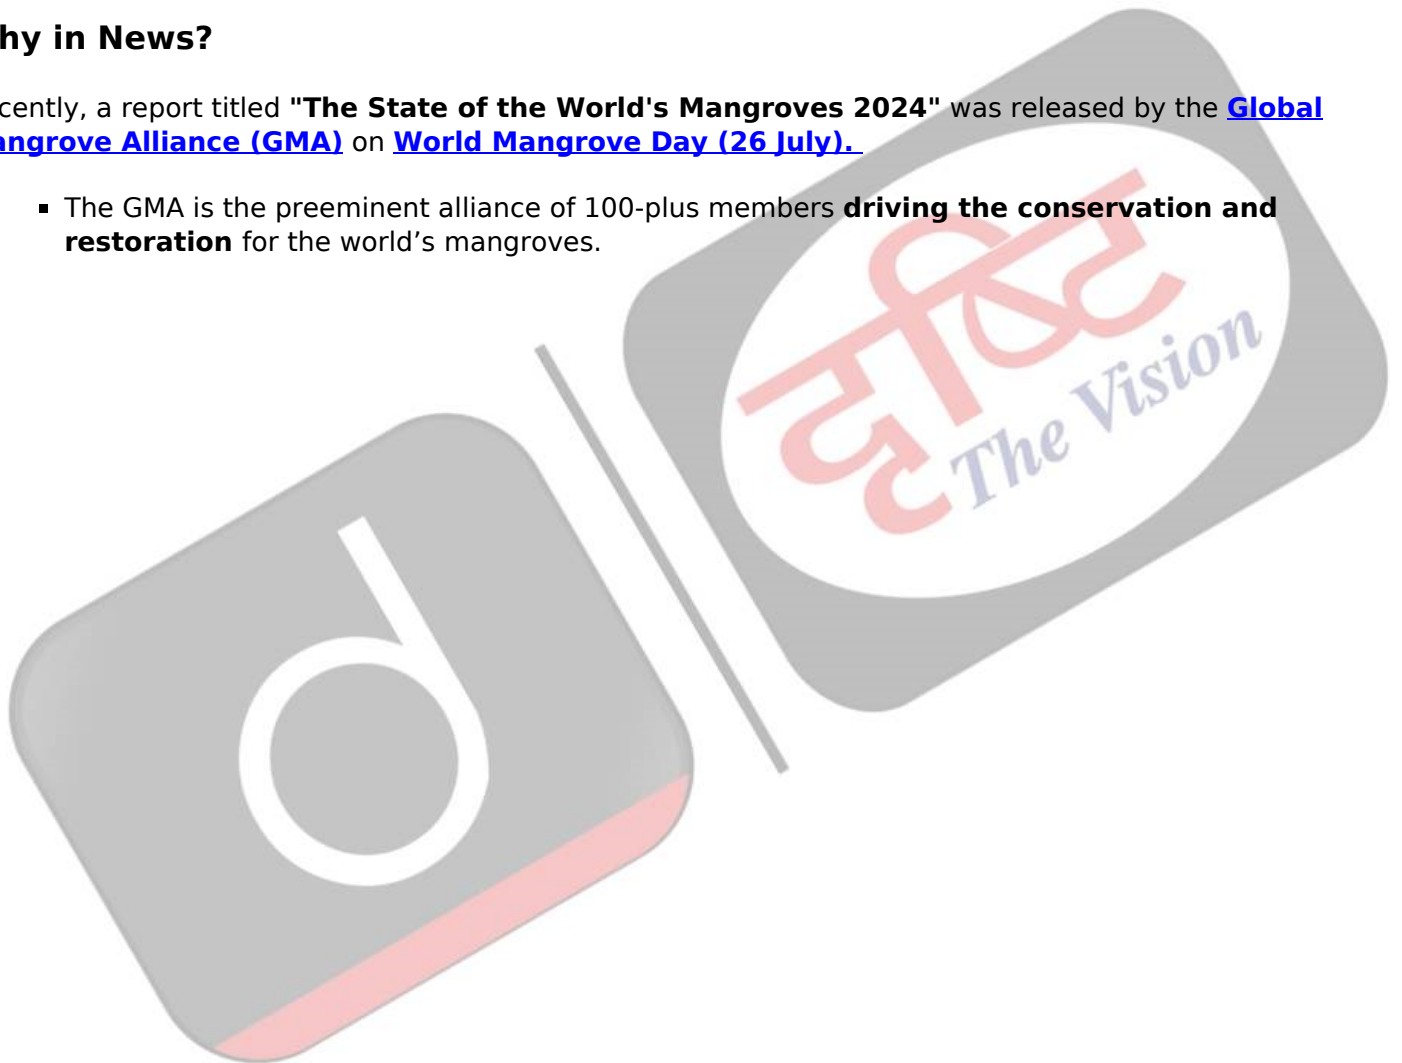 hy in News?
cently, a report titled "The State of the World's Mangroves 2024" was released by the Global
angrove Alliance (GMA) on World Mangrove Day (26 July).
▪ The GMA is the preeminent alliance of 100-plus members driving the conservation and
restoration for the world’s mangroves.
दृष्टि
The Vision
d